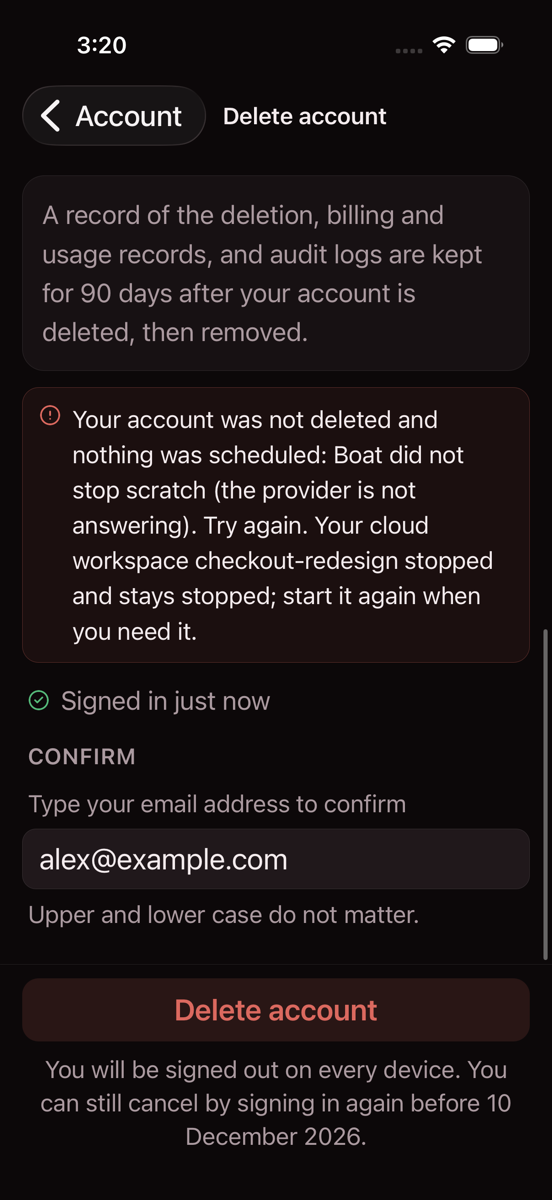 3:20
Account
Delete account
A record of the deletion, billing and
usage records, and audit logs are kept
for 90 days after your account is
deleted, then removed.
Your account was not deleted and
nothing was scheduled: Boat did not
stop scratch (the provider is not
answering). Try again. Your cloud
workspace checkout-redesign stopped
and stays stopped; start it again when
you need it.
Signed in just now
CONFIRM
Type your email address to confirm
alex@example.com
Upper and lower case do not matter.
Delete account
You will be signed out on every device. You
can still cancel by signing in again before 10
December 2026.